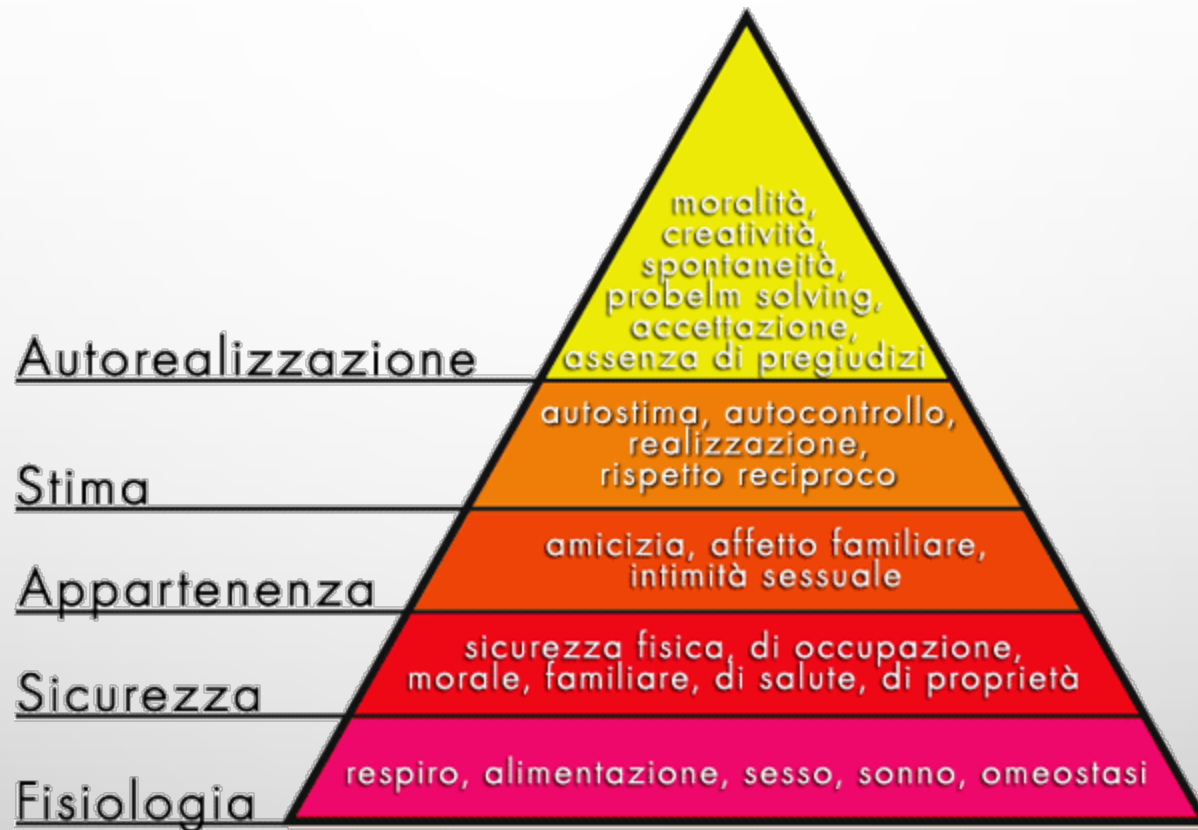 moralità,
creatività,
spontaneità,
probelm solving,
accettazione,
assenza di pregiudizi
Autorealizzazione
autostima, autocontrollo,
realizzazione,
rispetto reciproco
Stima
amicizia, affetto familiare,
intimità sessuale
Appartenenza
sicurezza fisica, di occupazione,
morale, familiare, di salute, di proprietà
Sicurezza
respiro, alimentazione, sesso, sonno, omeostasi
Fisiologia